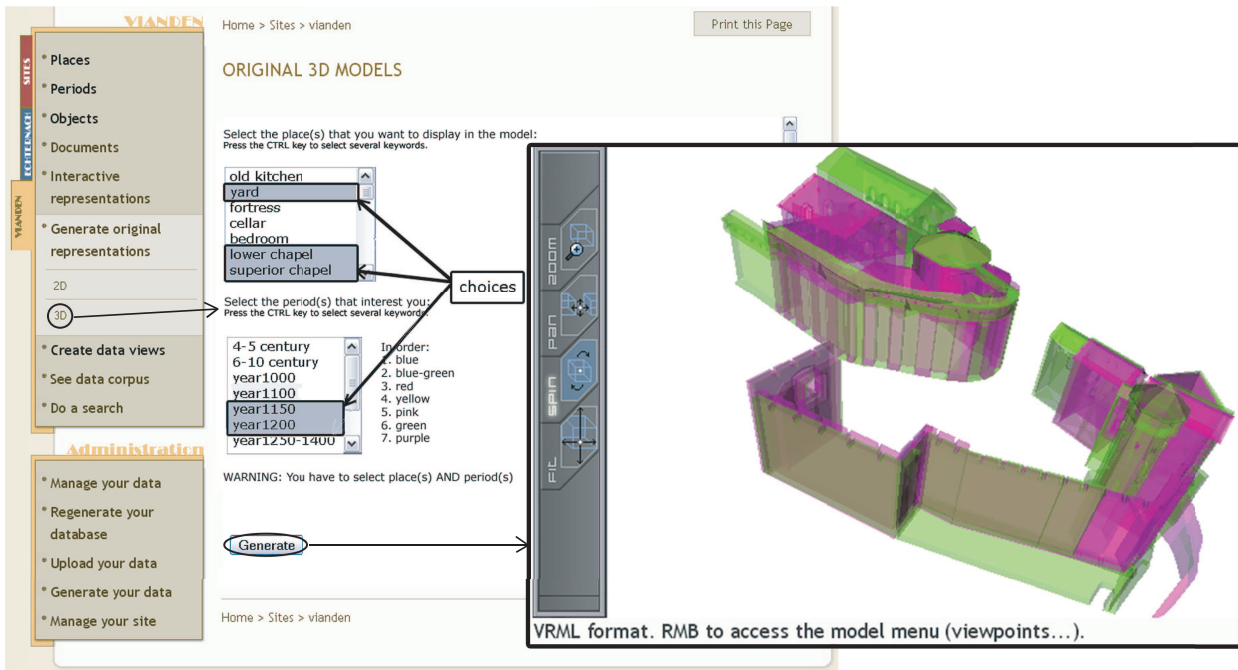 VIANDEN
Home > Sites > vianden
Print this Page
SITES
ECHTERNACH
VIANDEN
• Places
• Periods
• Objects
• Documents
• Interactive
representations
• Generate original
representations
2D
3D
• Create data views
• See data corpus
• Do a search
Administration
• Manage your data
• Regenerate your
database
• Upload your data
• Generate your data
• Manage your site
ORIGINAL 3D MODELS
Select the place(s) that you want to display in the model:
Press the CTRL key to select several keywords.
old kitchen
yard
fortress
cellar
bedroom
lower chapel
superior chapel
choices
Select the period(s) that interest you:
Press the CTRL key to select several keywords.
4-5 century
6-10 century
year1000
year1100
year1150
year1200
year1250-1400
In order:
1. blue
2. blue-green
3. red
4. yellow
5. pink
6. green
7. purple
WARNING: You have to select place(s) AND period(s)
Generate
Home > Sites > vianden
zoom
pan
spin
fit
VRML format. RMB to access the model menu (viewpoints...).